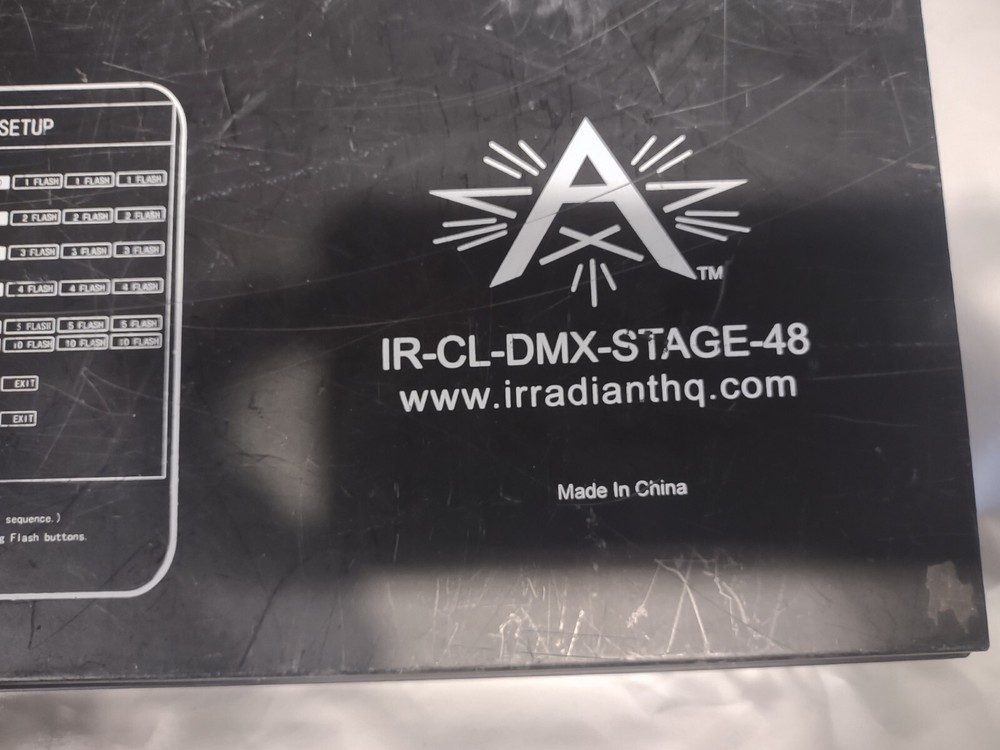 SETUP
1 FLASH 1 FLASH 1 FLASH
2 FLASH 2 FLASH 2 FLASH
3 FLASH 3 FLASH 3 FLASH
4 FLASH 4 FLASH 4 FLASH
5 FLASH 5 FLASH 5 FLASH
10 FLASH 10 FLASH 10 FLASH
EXIT
EXIT
sequence.)
g Flash buttons.
A
TM
IR-CL-DMX-STAGE-48
www.irradianthq.com
Made In China